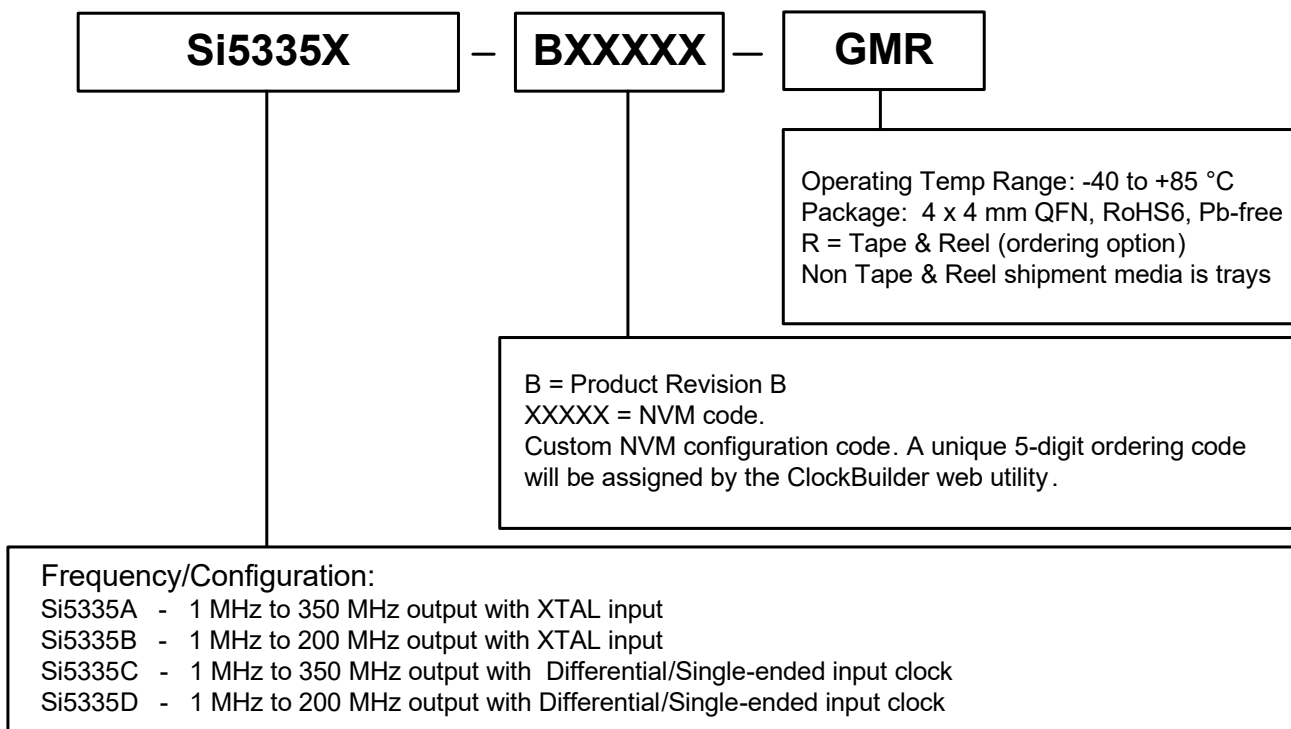 Si5335X – BXXXXX – GMR
Operating Temp Range: -40 to +85 °C
Package: 4 x 4 mm QFN, RoHS6, Pb-free
R = Tape & Reel (ordering option)
Non Tape & Reel shipment media is trays
B = Product Revision B
XXXXX = NVM code.
Custom NVM configuration code. A unique 5-digit ordering code
will be assigned by the ClockBuilder web utility.
Frequency/Configuration:
Si5335A - 1 MHz to 350 MHz output with XTAL input
Si5335B - 1 MHz to 200 MHz output with XTAL input
Si5335C - 1 MHz to 350 MHz output with Differential/Single-ended input clock
Si5335D - 1 MHz to 200 MHz output with Differential/Single-ended input clock